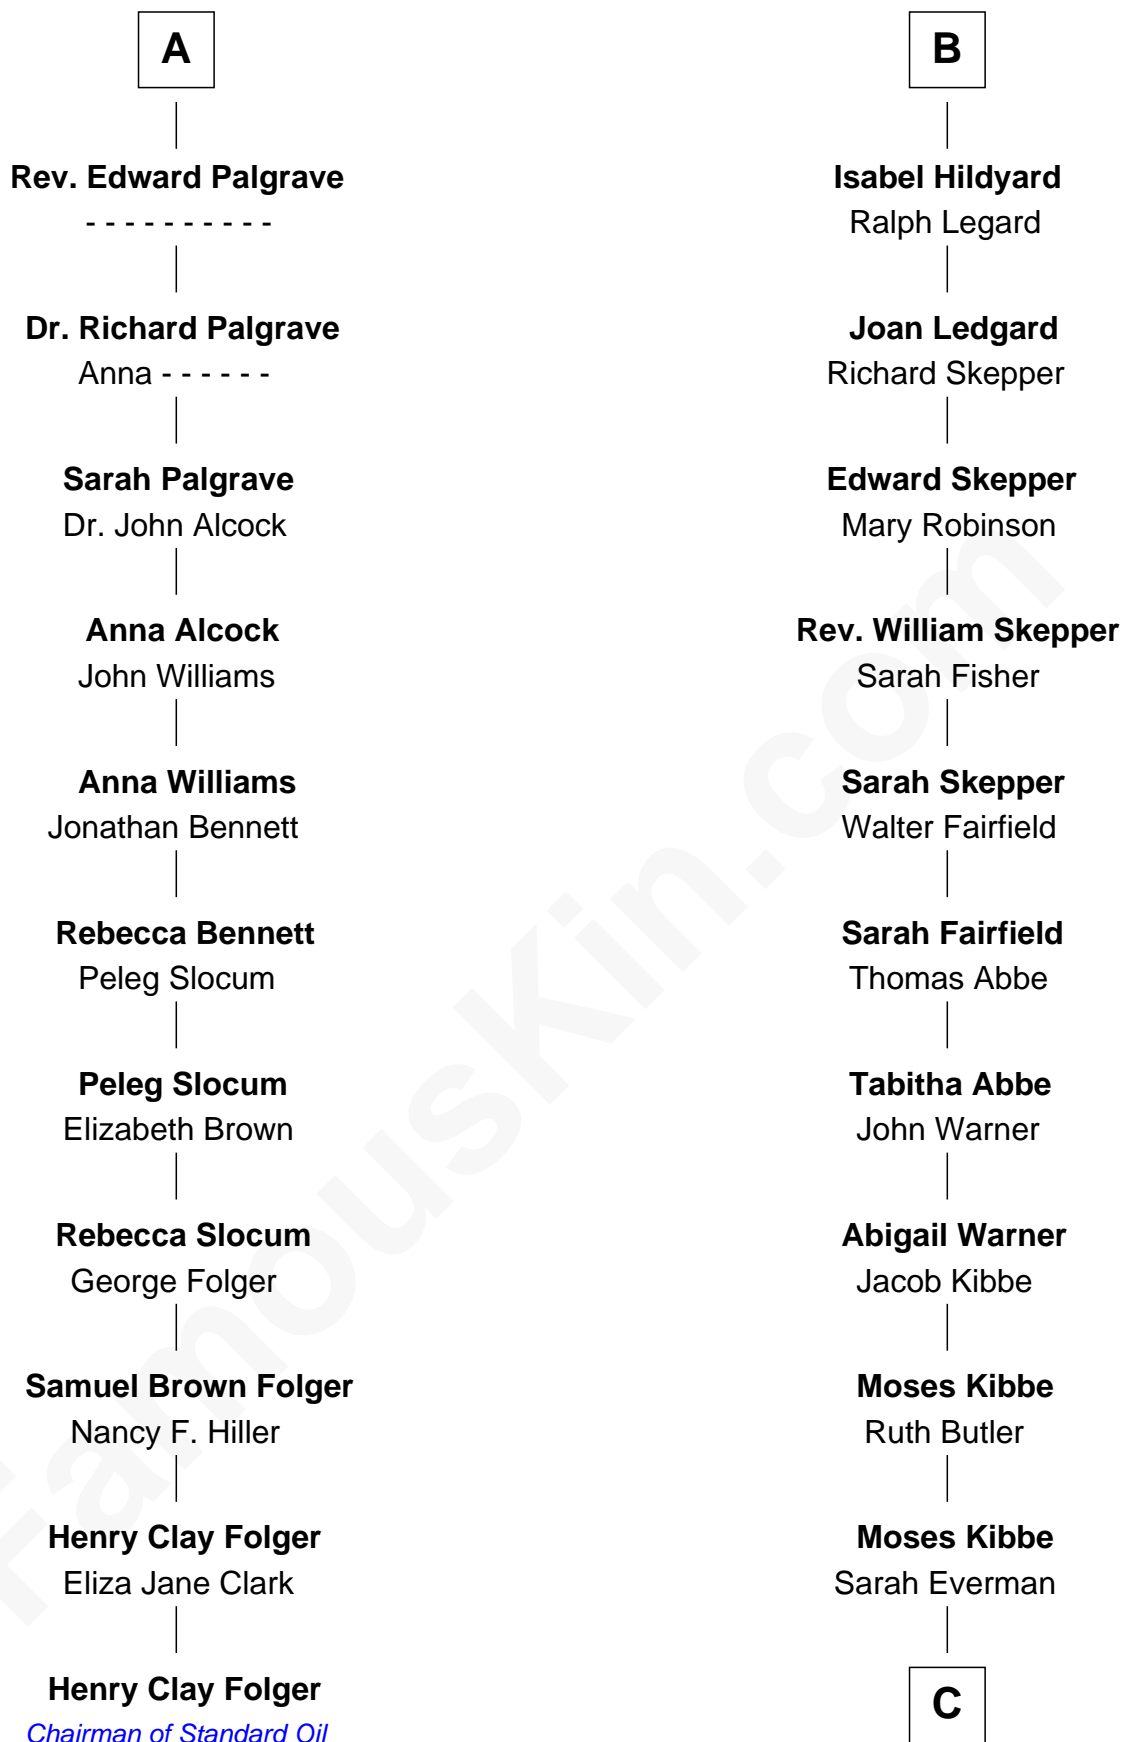 A
Rev. Edward Palgrave
- - - - - - - - - -
Dr. Richard Palgrave
Anna - - - - - -
Sarah Palgrave
Dr. John Alcock
Anna Alcock
John Williams
Anna Williams
Jonathan Bennett
Rebecca Bennett
Peleg Slocum
Peleg Slocum
Elizabeth Brown
Rebecca Slocum
George Folger
Samuel Brown Folger
Nancy F. Hiller
Henry Clay Folger
Eliza Jane Clark
Henry Clay Folger
Chairman of Standard Oil
B
Isabel Hildyard
Ralph Legard
Joan Ledgard
Richard Skepper
Edward Skepper
Mary Robinson
Rev. William Skepper
Sarah Fisher
Sarah Skepper
Walter Fairfield
Sarah Fairfield
Thomas Abbe
Tabitha Abbe
John Warner
Abigail Warner
Jacob Kibbe
Moses Kibbe
Ruth Butler
Moses Kibbe
Sarah Everman
C
FamousKin.com